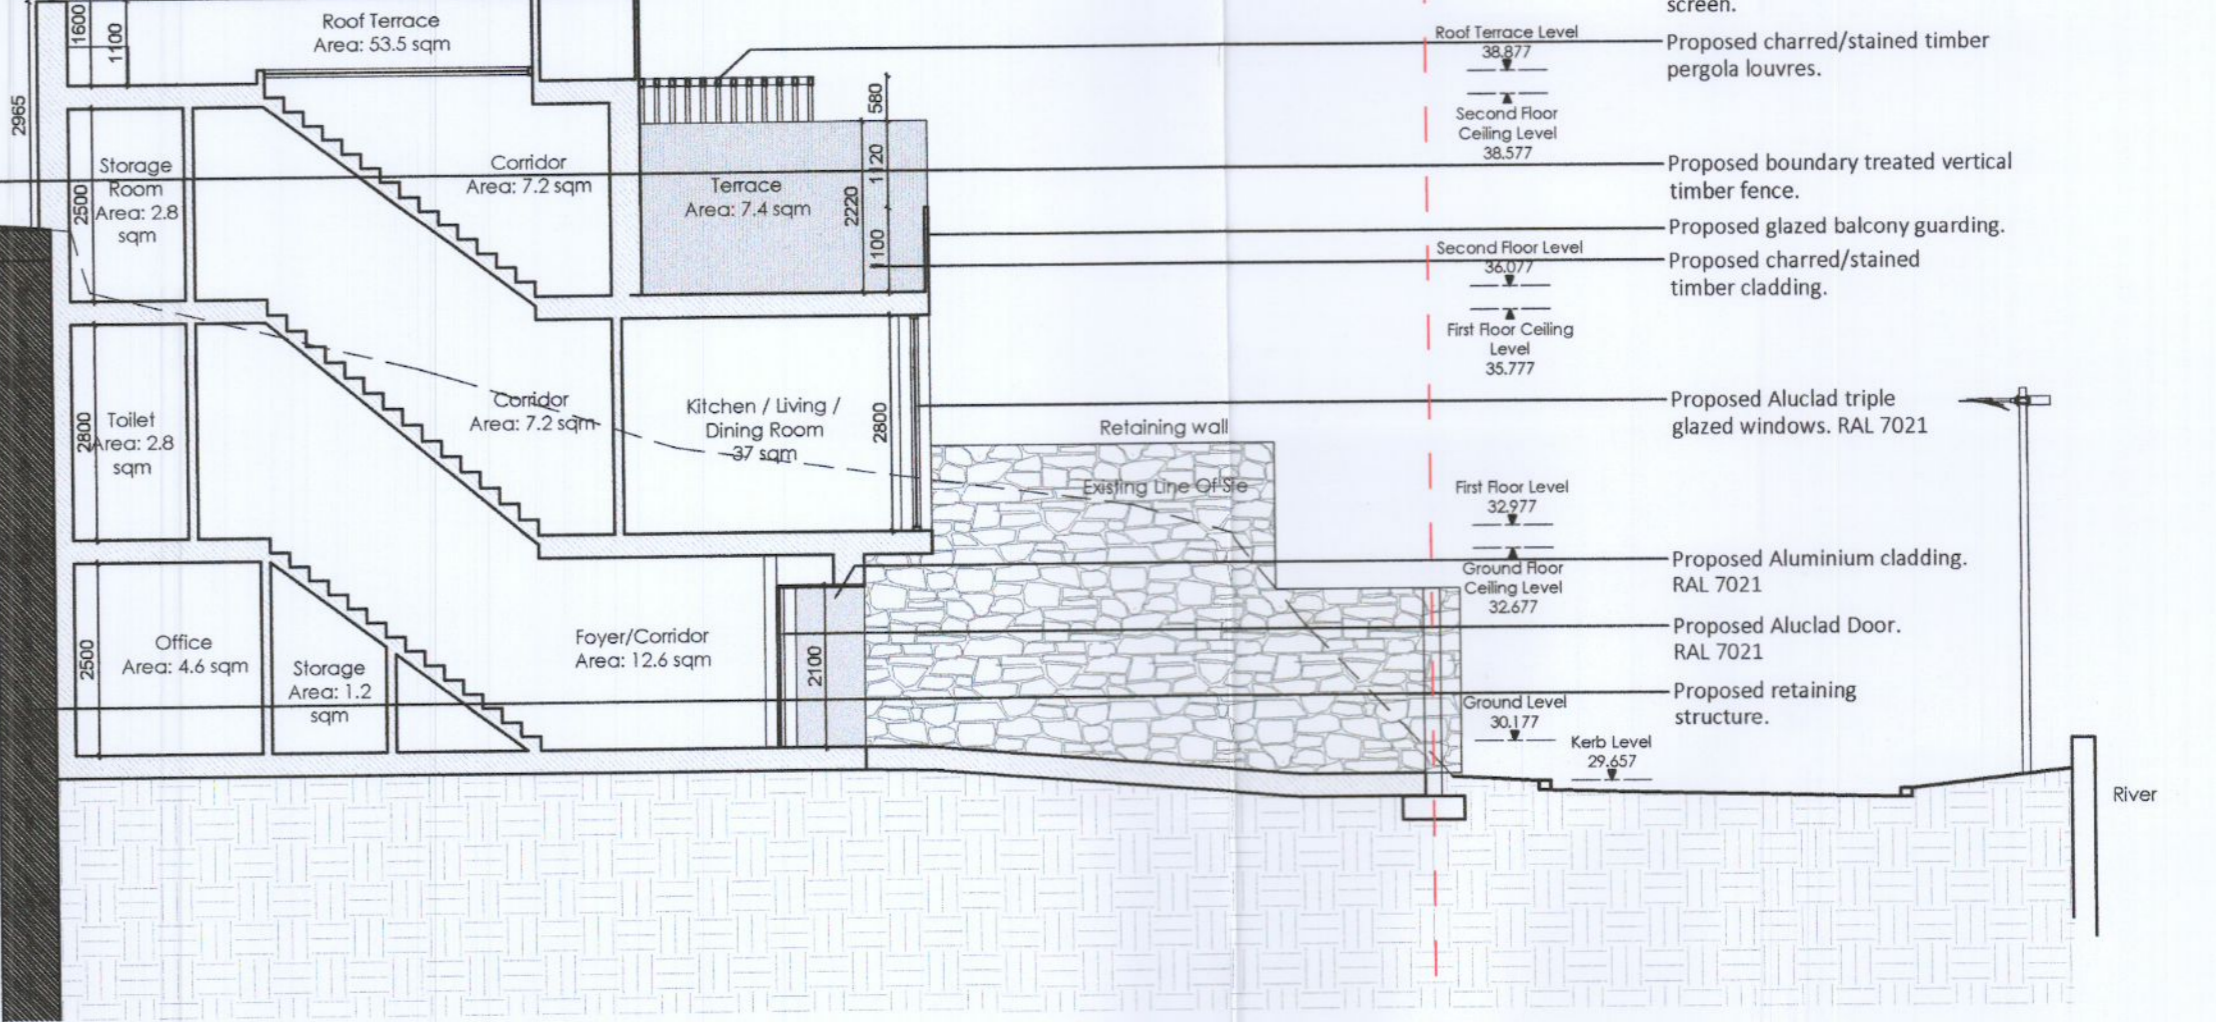 screen.
Roof Terrace
Area: 53.5 sqm
1600
1100
2965
Roof Terrace Level
38.877
Proposed charred/stained timber
pergola louvres.
Second Floor
Ceiling Level
38.577
580
1120
2220
1100
Storage
Room
Area: 2.8
sqm
2500
Corridor
Area: 7.2 sqm
Terrace
Area: 7.4 sqm
Proposed boundary treated vertical
timber fence.
Proposed glazed balcony guarding.
Second Floor Level
36.077
Proposed charred/stained
timber cladding.
First Floor Ceiling
Level
35.777
Toilet
Area: 2.8
sqm
2800
Corridor
Area: 7.2 sqm
Kitchen / Living /
Dining Room
37 sqm
2800
Proposed Aluclad triple
glazed windows. RAL 7021
Retaining wall
Existing Line Of Ste
First Floor Level
32.977
Proposed Aluminium cladding.
RAL 7021
Ground Floor
Ceiling Level
32.677
Office
Area: 4.6 sqm
2500
Storage
Area: 1.2
sqm
Foyer/Corridor
Area: 12.6 sqm
2100
Proposed Aluclad Door.
RAL 7021
Proposed retaining
structure.
Ground Level
30.177
Kerb Level
29.657
River